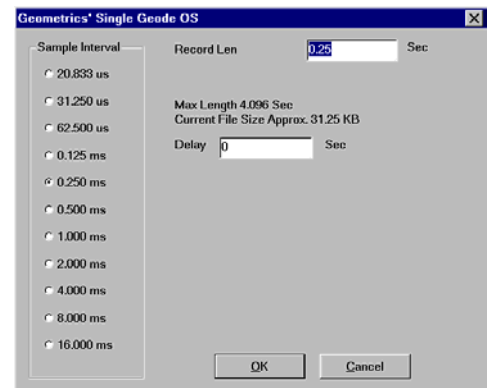 Geometrics' Single Geode OS
Sample Interval
20.833 us
31.250 us
62.500 us
0.125 ms
0.250 ms
0.500 ms
1.000 ms
2.000 ms
4.000 ms
8.000 ms
16.000 ms
Record Len 0.25 Sec
Max Length 4.096 Sec
Current File Size Approx. 31.25 KB
Delay 0 Sec
OK Cancel